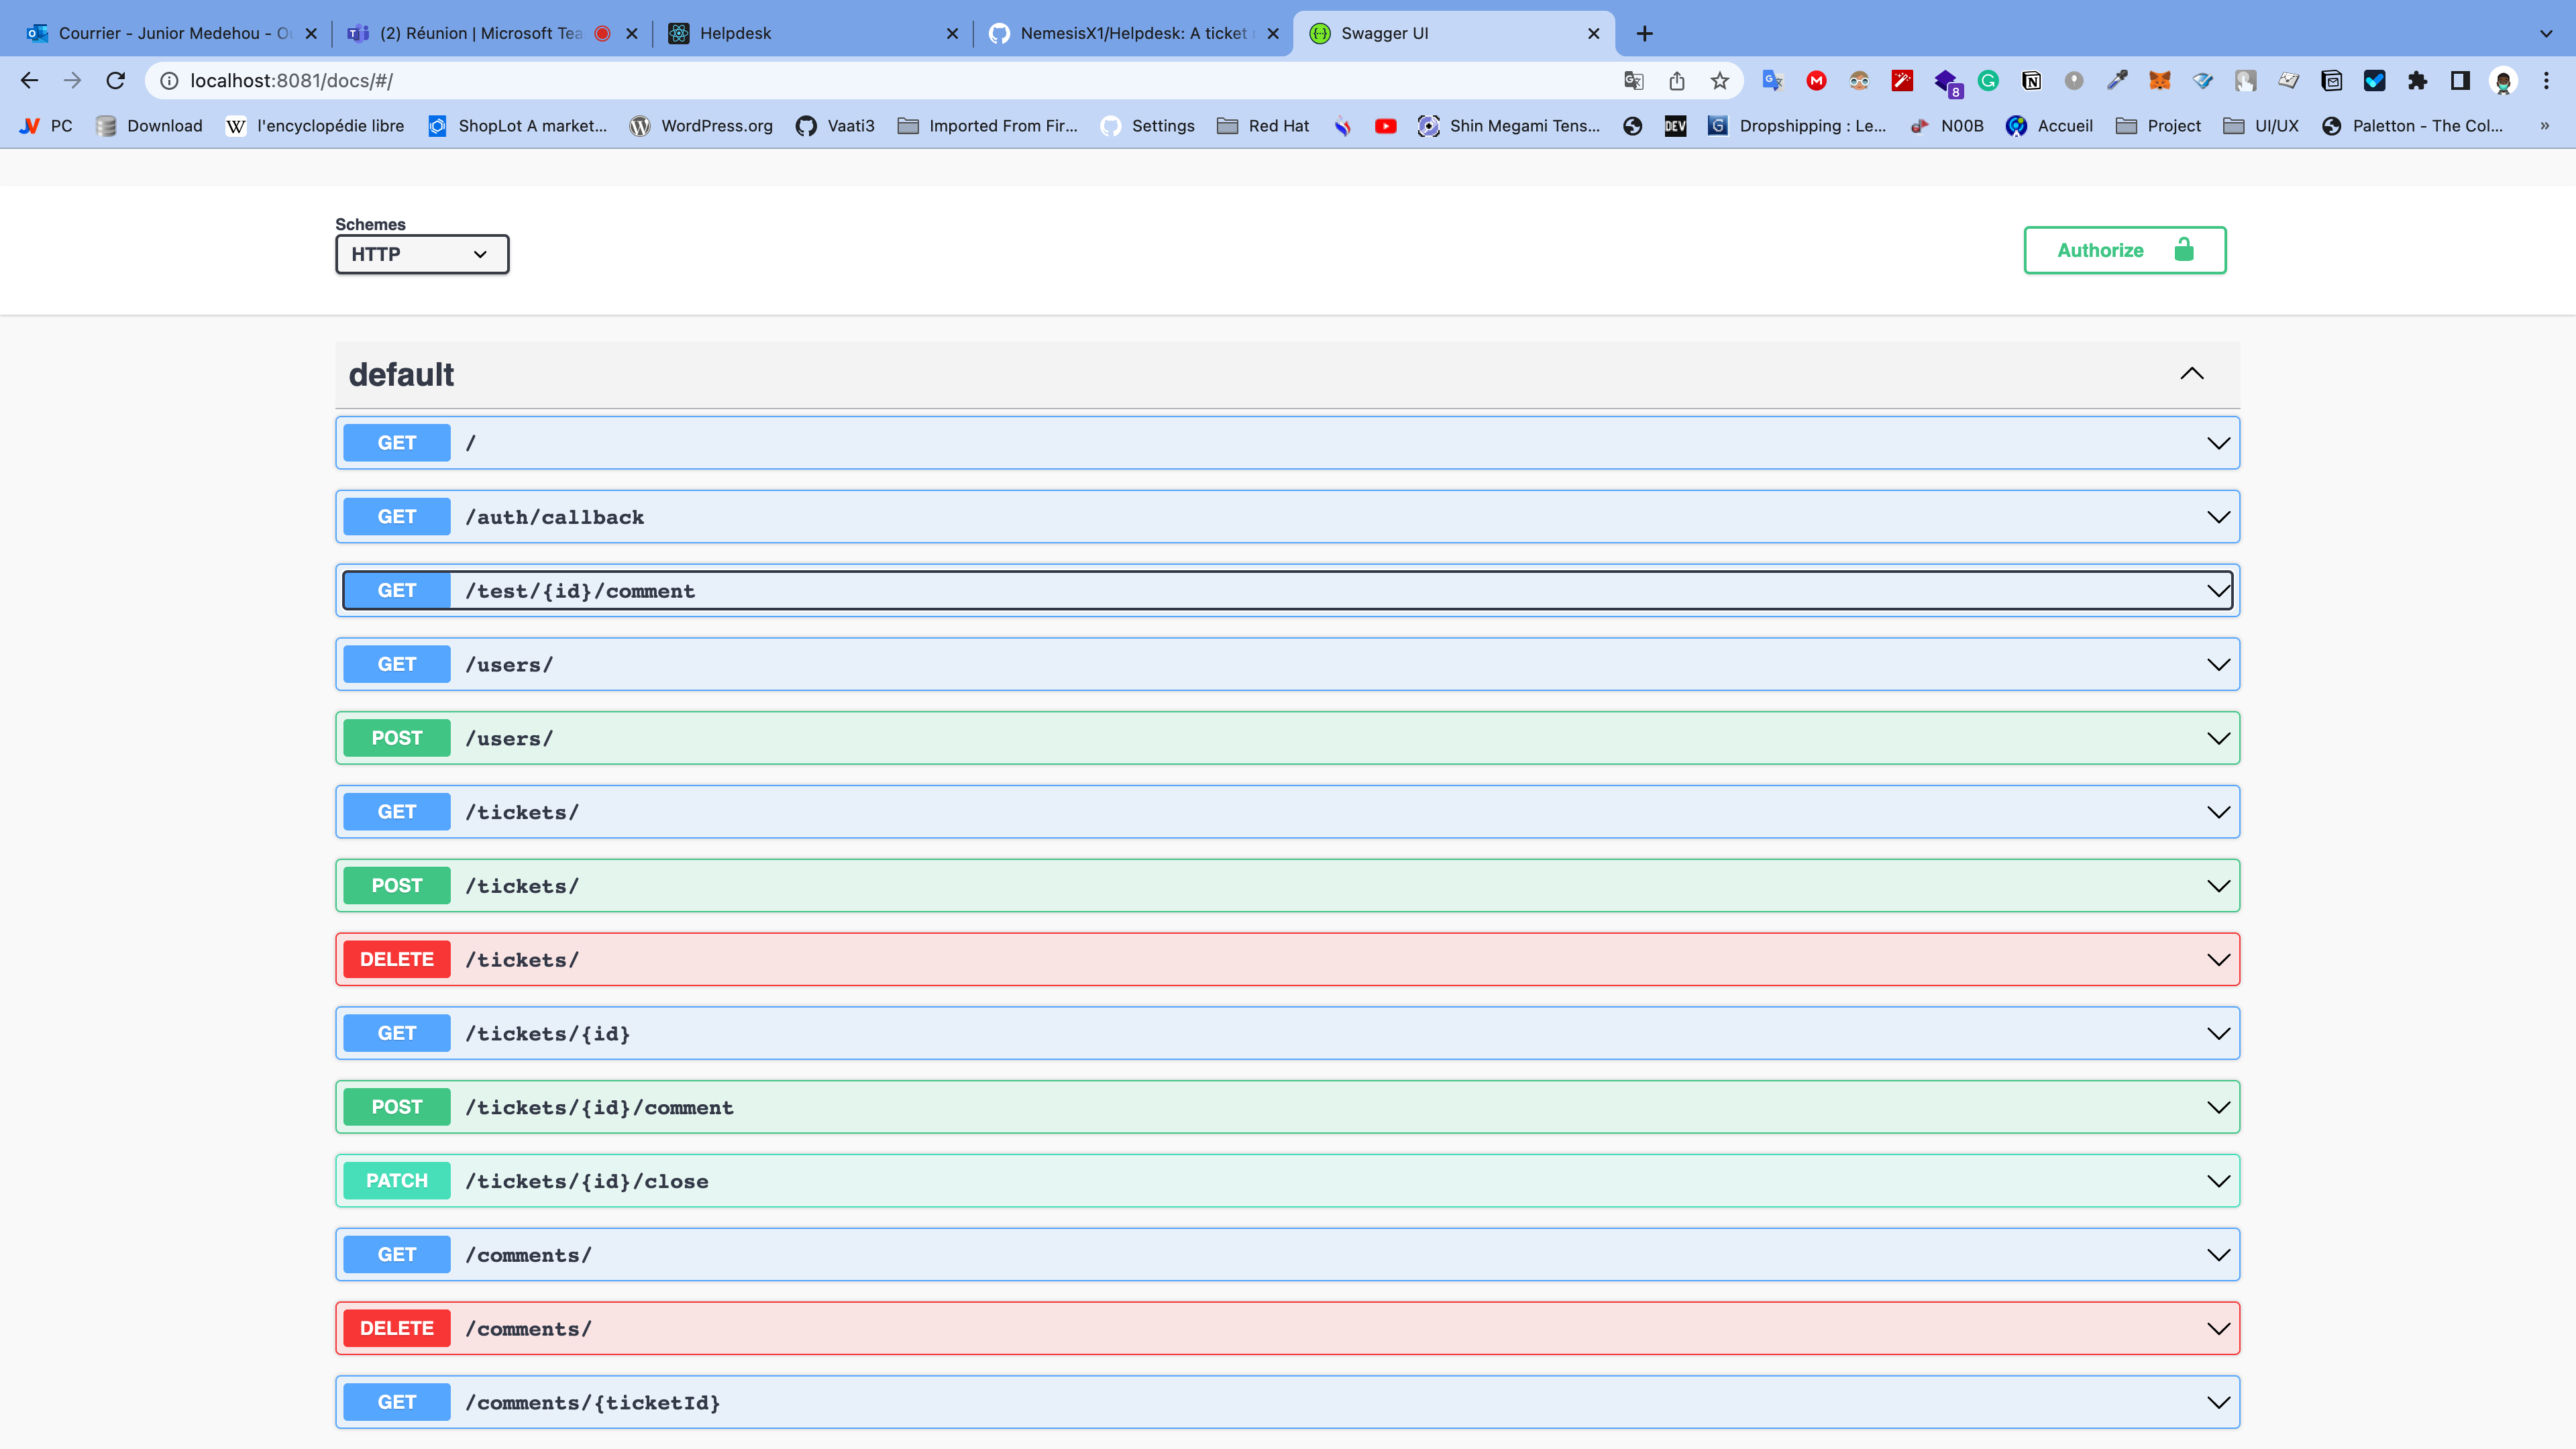 Courrier - Junior Medehou - Ou
(2) Réunion | Microsoft Tea
Helpdesk
NemesisX1/Helpdesk: A ticket
Swagger UI
localhost:8081/docs/#/
8
PC
Download
l'encyclopédie libre
ShopLot A market...
WordPress.org
Vaati3
Imported From Fir...
Settings
Red Hat
Shin Megami Tens...
DEV
Dropshipping : Le...
N00B
Accueil
Project
UI/UX
Paletton - The Col...
»
Schemes
HTTP
Authorize
default
GET /
GET /auth/callback
GET /test/{id}/comment
GET /users/
POST /users/
GET /tickets/
POST /tickets/
DELETE /tickets/
GET /tickets/{id}
POST /tickets/{id}/comment
PATCH /tickets/{id}/close
GET /comments/
DELETE /comments/
GET /comments/{ticketId}